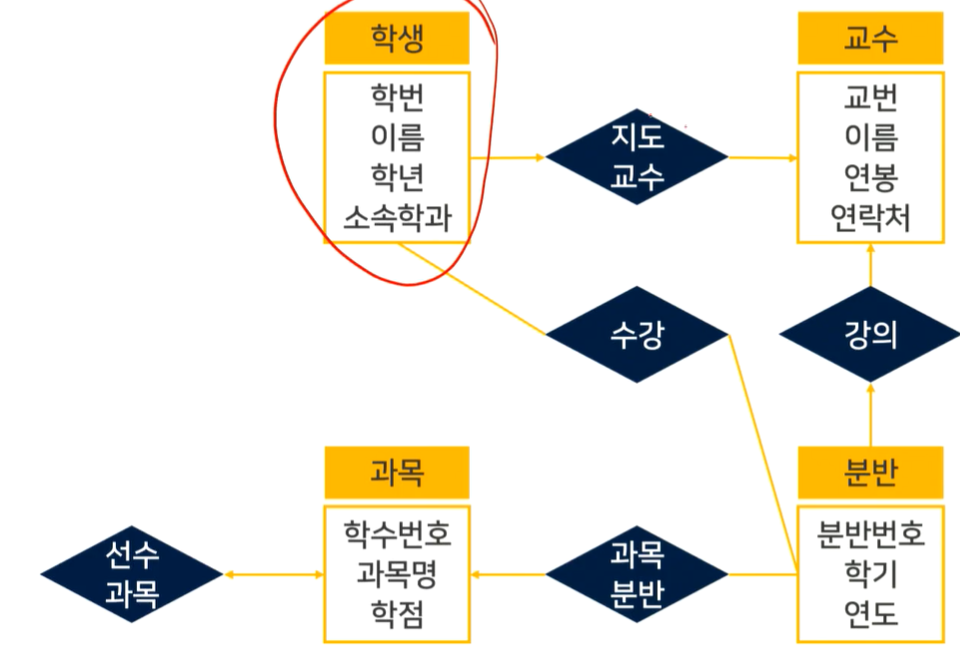 학생
학번
이름
학년
소속학과
지도
교수
교수
교번
이름
연봉
연락처
수강
강의
과목
학수번호
과목명
학점
선수
과목
과목
분반
분반
분반번호
학기
연도